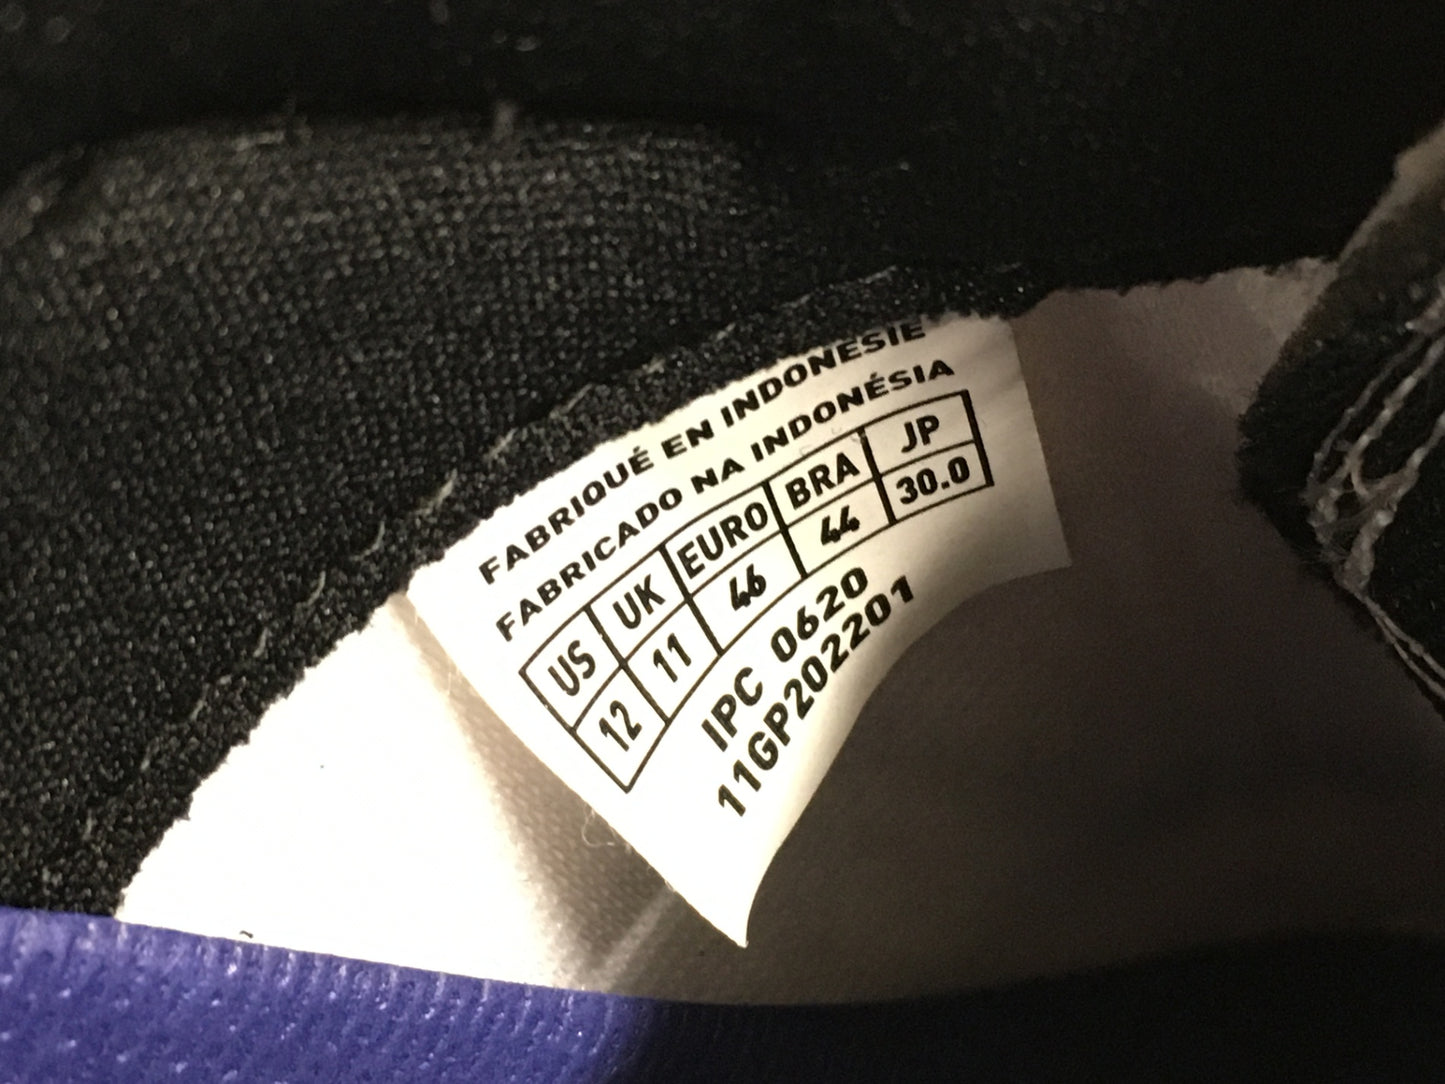 FABRIQUÉ EN INDONESIE
FABRICADO NA INDONÉSIA
US UK EURO BRA JP
12 11 46 44 30.0
IPC 0620
11GP202201